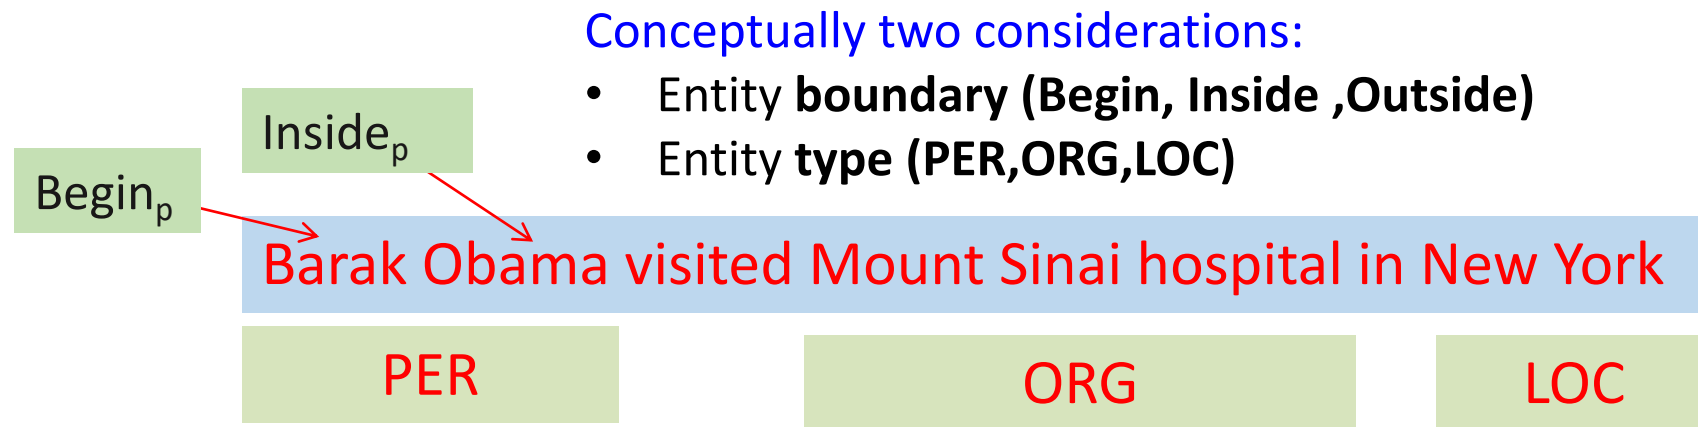 Conceptually two considerations:
• Entity boundary (Begin, Inside ,Outside)
• Entity type (PER,ORG,LOC)
Insidep
Beginp
Barak Obama visited Mount Sinai hospital in New York
PER ORG LOC